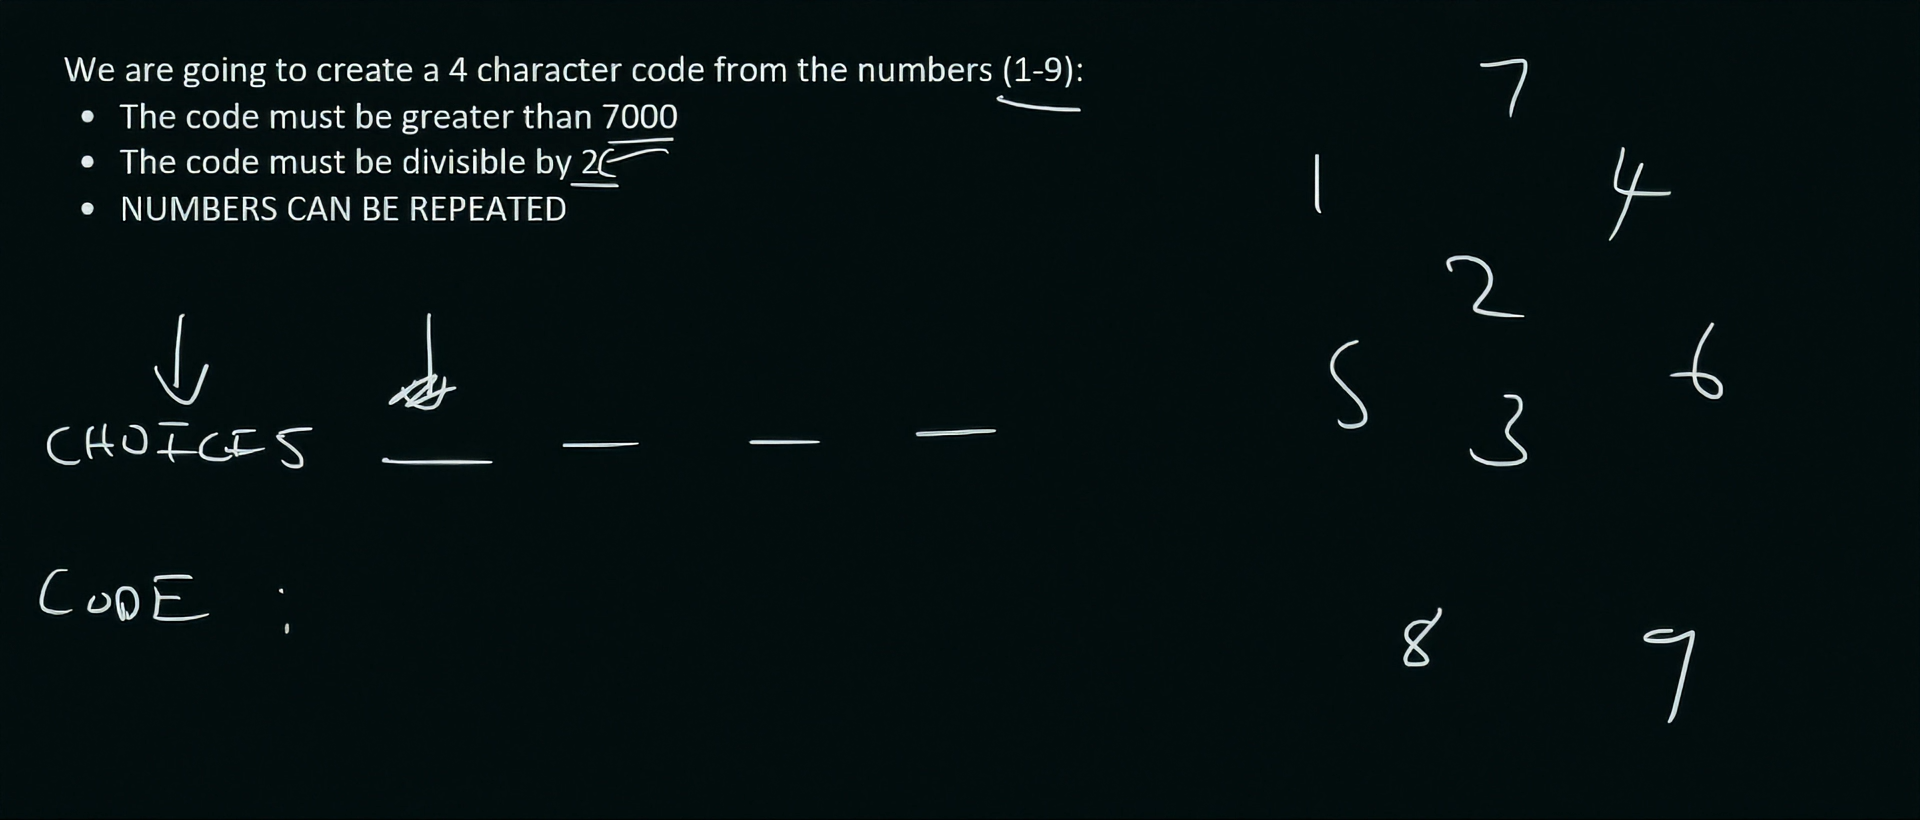 We are going to create a 4 character code from the numbers (1-9):
• The code must be greater than 7000
• The code must be divisible by 2
• NUMBERS CAN BE REPEATED
7
1 4
2
5 6
3
CHOICES
CODE :
8 9